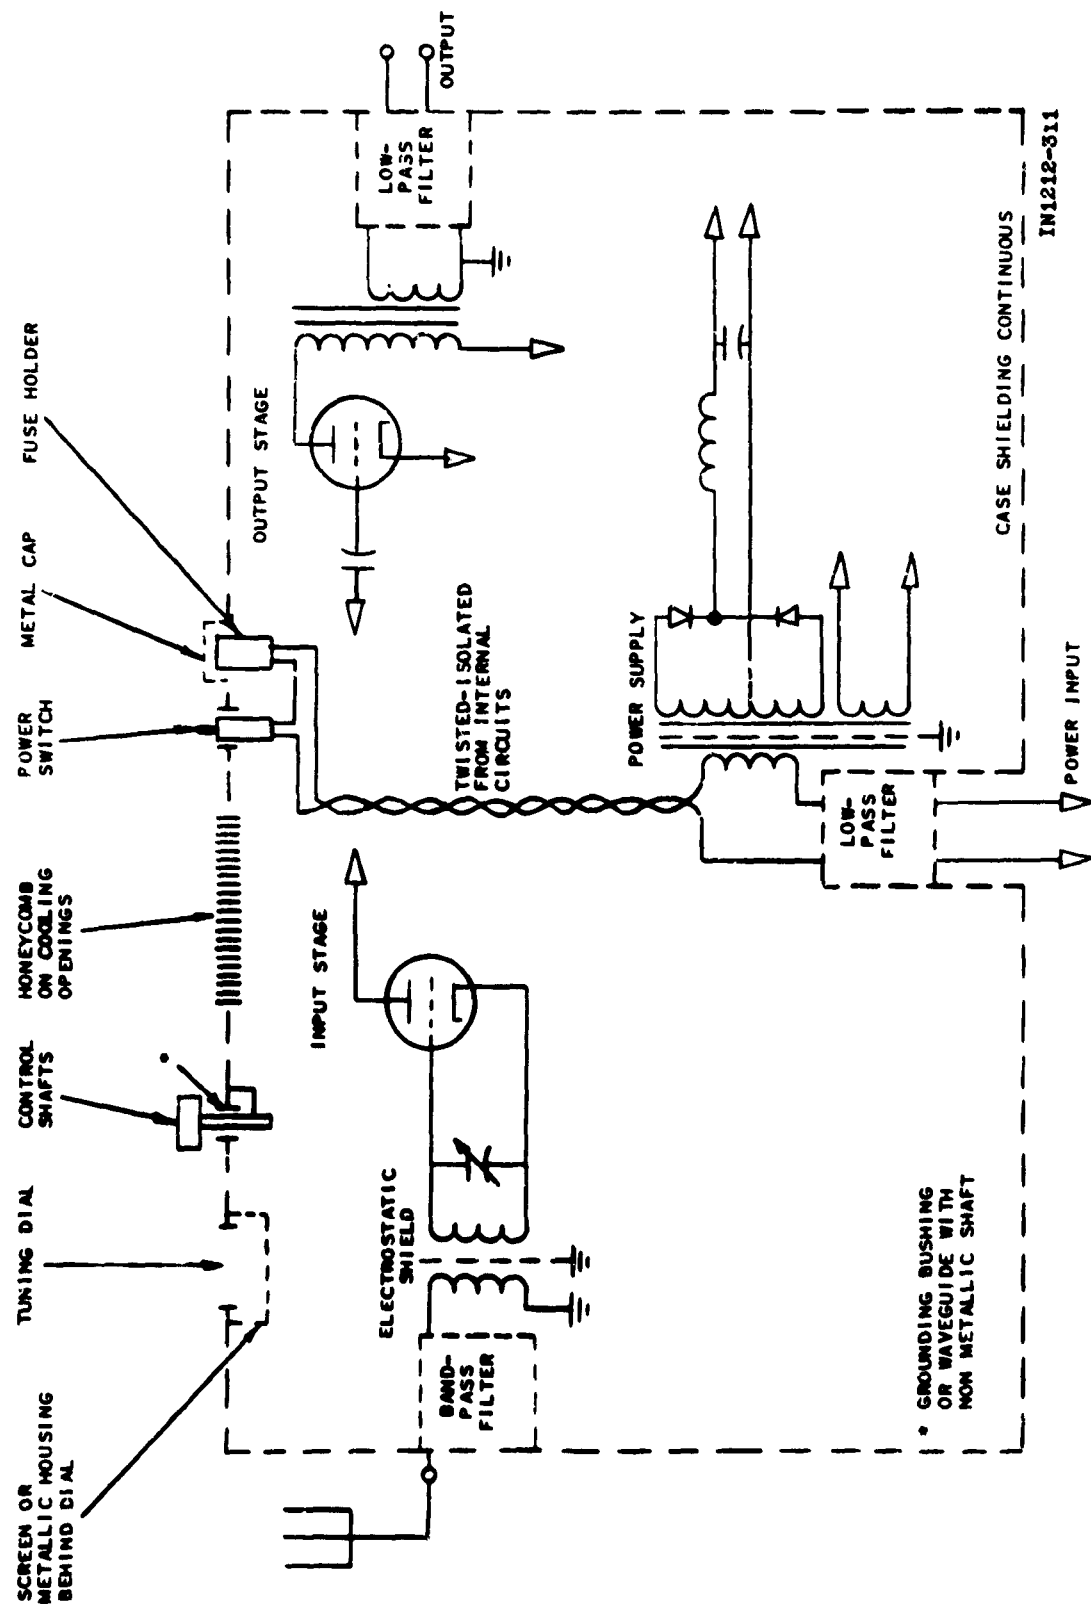 SCREEN OR
METALLIC HOUSING
BEHIND DIAL
TUNING DIAL
CONTROL
SHAFTS
HONEYCOMB
ON COOLING
OPENINGS
POWER
SWITCH
METAL CAP
FUSE HOLDER
*
BAND-
PASS
FILTER
ELECTROSTATIC
SHIELD
INPUT STAGE
TWISTED-ISOLATED
FROM INTERNAL
CIRCUITS
OUTPUT STAGE
LOW-
PASS
FILTER
OUTPUT
POWER SUPPLY
LOW-
PASS
FILTER
POWER INPUT
* GROUNDING BUSHING
OR WAVEGUIDE WITH
NON METALLIC SHAFT
CASE SHIELDING CONTINUOUS
IN1212-311